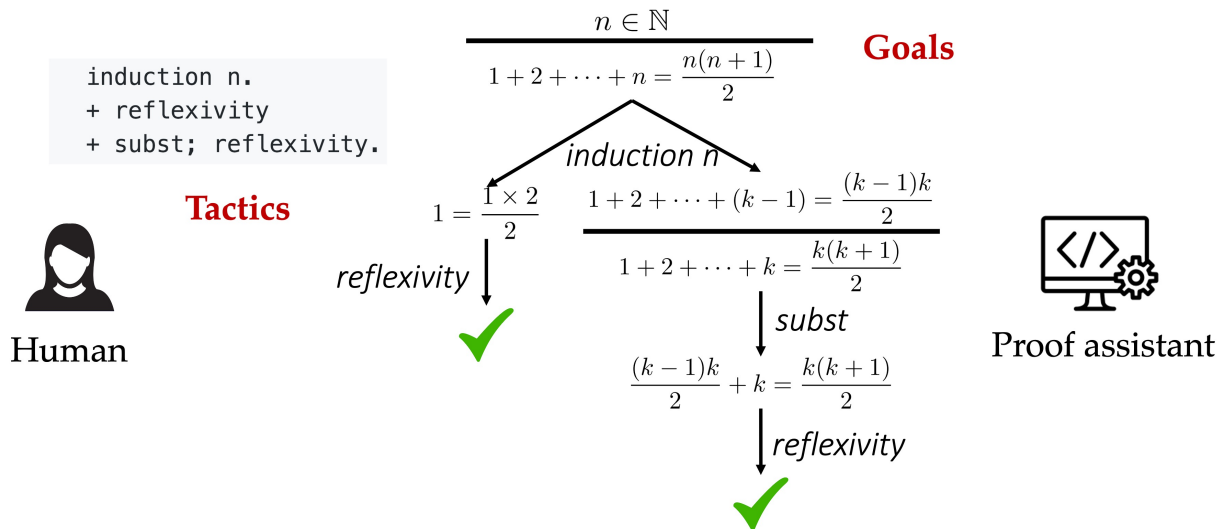 n ∈ ℕ
Goals
1 + 2 + ⋯ + n = n(n + 1)/2
induction n.
+ reflexivity
+ subst; reflexivity.
induction n
Tactics
1 = 1 × 2/2
1 + 2 + ⋯ + (k − 1) = (k − 1)k/2
1 + 2 + ⋯ + k = k(k + 1)/2
reflexivity
subst
Human
Proof assistant
(k − 1)k/2 + k = k(k + 1)/2
reflexivity